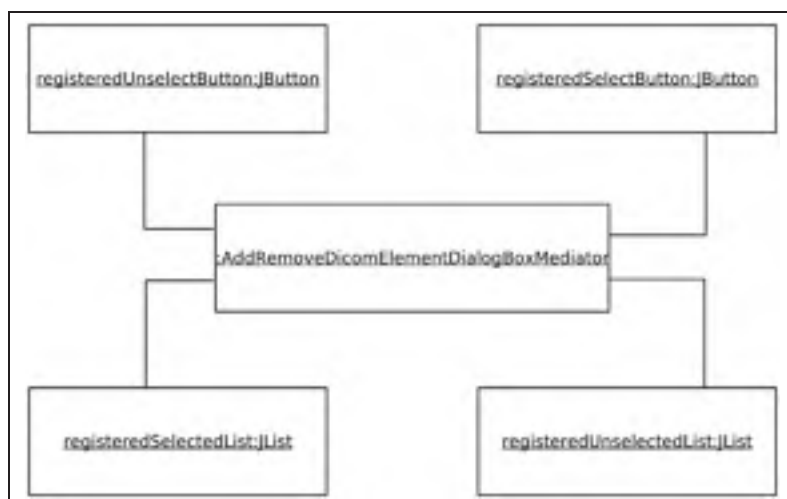 registeredUnselectButton:JButton
registeredSelectButton:JButton
:AddRemoveDicomElementDialogBoxMediator
registeredSelectedList:JList
registeredUnselectedList:JList